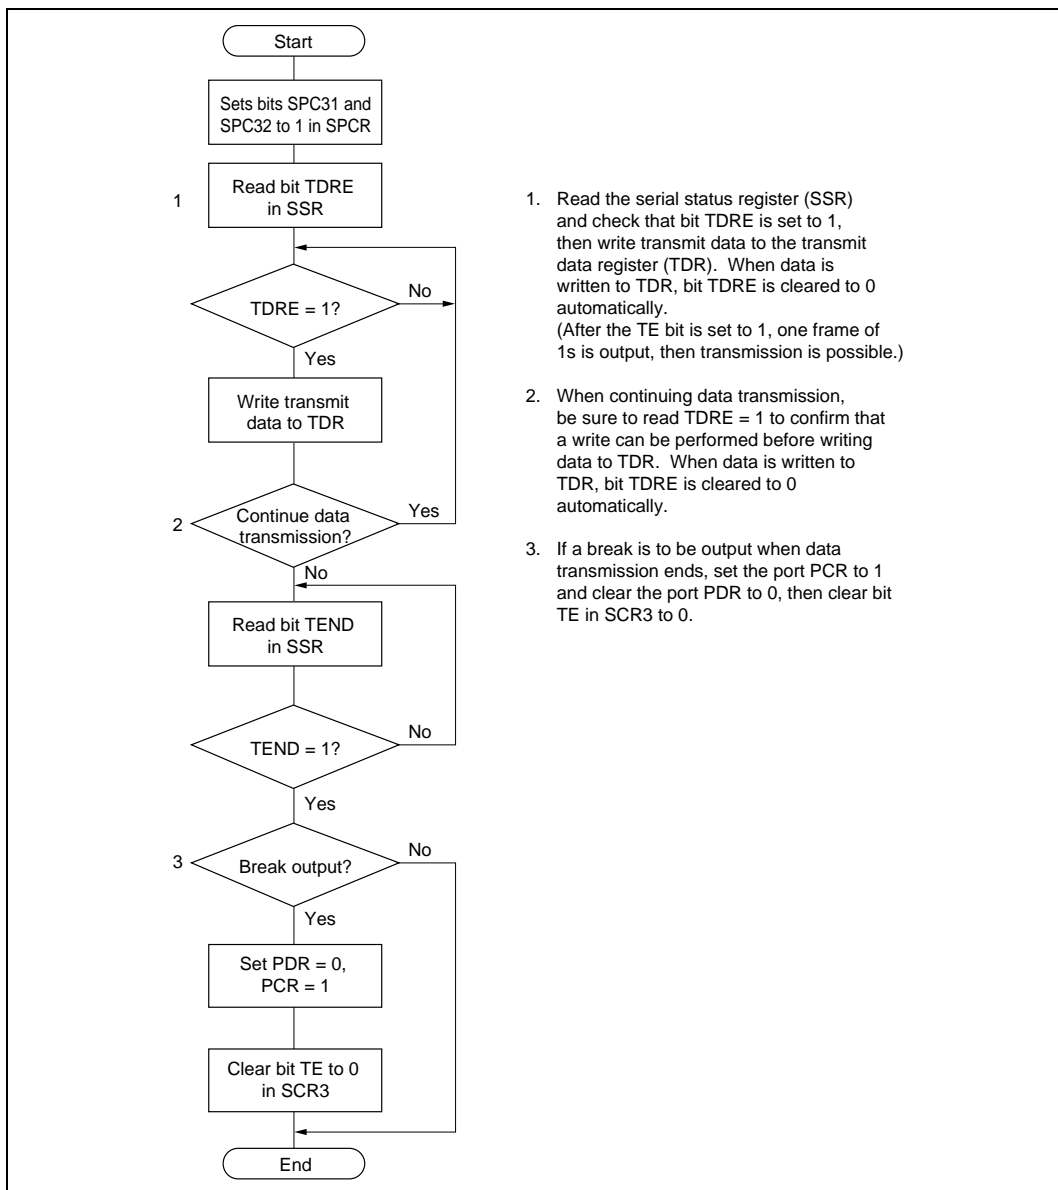 Start
Sets bits SPC31 and
SPC32 to 1 in SPCR
1
Read bit TDRE
in SSR
TDRE = 1?
No
Yes
Write transmit
data to TDR
2
Continue data
transmission?
Yes
No
Read bit TEND
in SSR
TEND = 1?
No
Yes
3
Break output?
No
Yes
Set PDR = 0,
PCR = 1
Clear bit TE to 0
in SCR3
End
1. Read the serial status register (SSR)
and check that bit TDRE is set to 1,
then write transmit data to the transmit
data register (TDR). When data is
written to TDR, bit TDRE is cleared to 0
automatically.
(After the TE bit is set to 1, one frame of
1s is output, then transmission is possible.)
2. When continuing data transmission,
be sure to read TDRE = 1 to confirm that
a write can be performed before writing
data to TDR. When data is written to
TDR, bit TDRE is cleared to 0
automatically.
3. If a break is to be output when data
transmission ends, set the port PCR to 1
and clear the port PDR to 0, then clear bit
TE in SCR3 to 0.